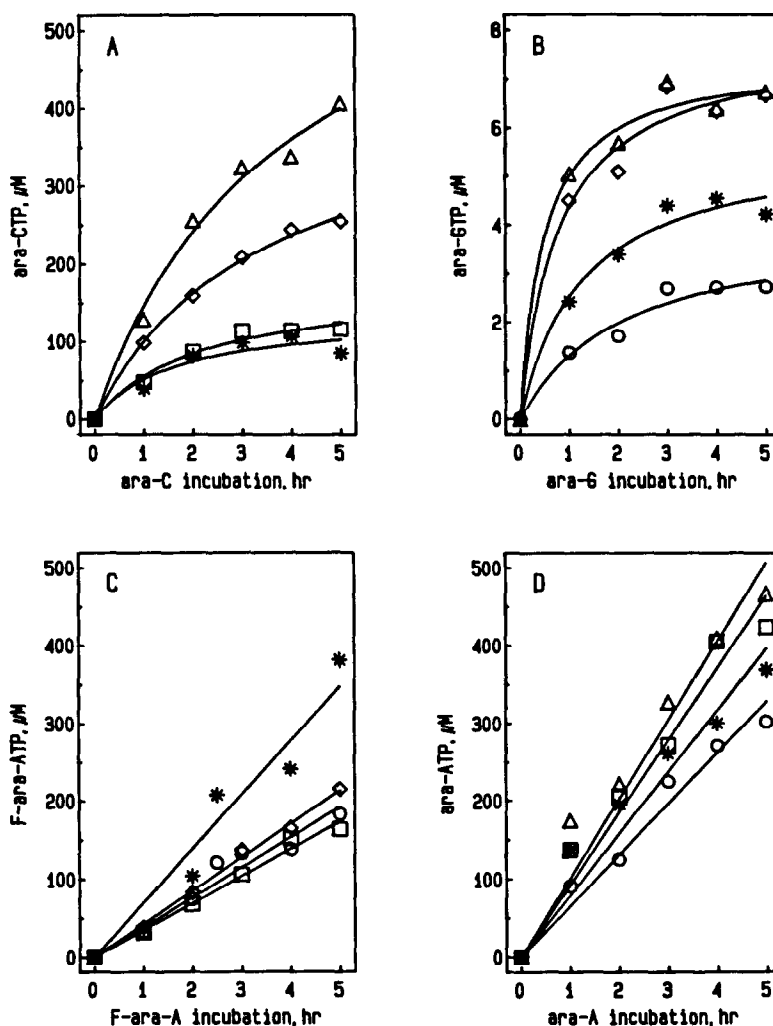 A
ara-CTP, µM
500
400
300
200
100
0
0 1 2 3 4 5
ara-C incubation, hr
B
ara-GTP, µM
8
6
4
2
0
0 1 2 3 4 5
ara-G incubation, hr
C
F-ara-ATP, µM
500
400
300
200
100
0
0 1 2 3 4 5
F-ara-A incubation, hr
D
ara-ATP, µM
500
400
300
200
100
0
0 1 2 3 4 5
ara-A incubation, hr